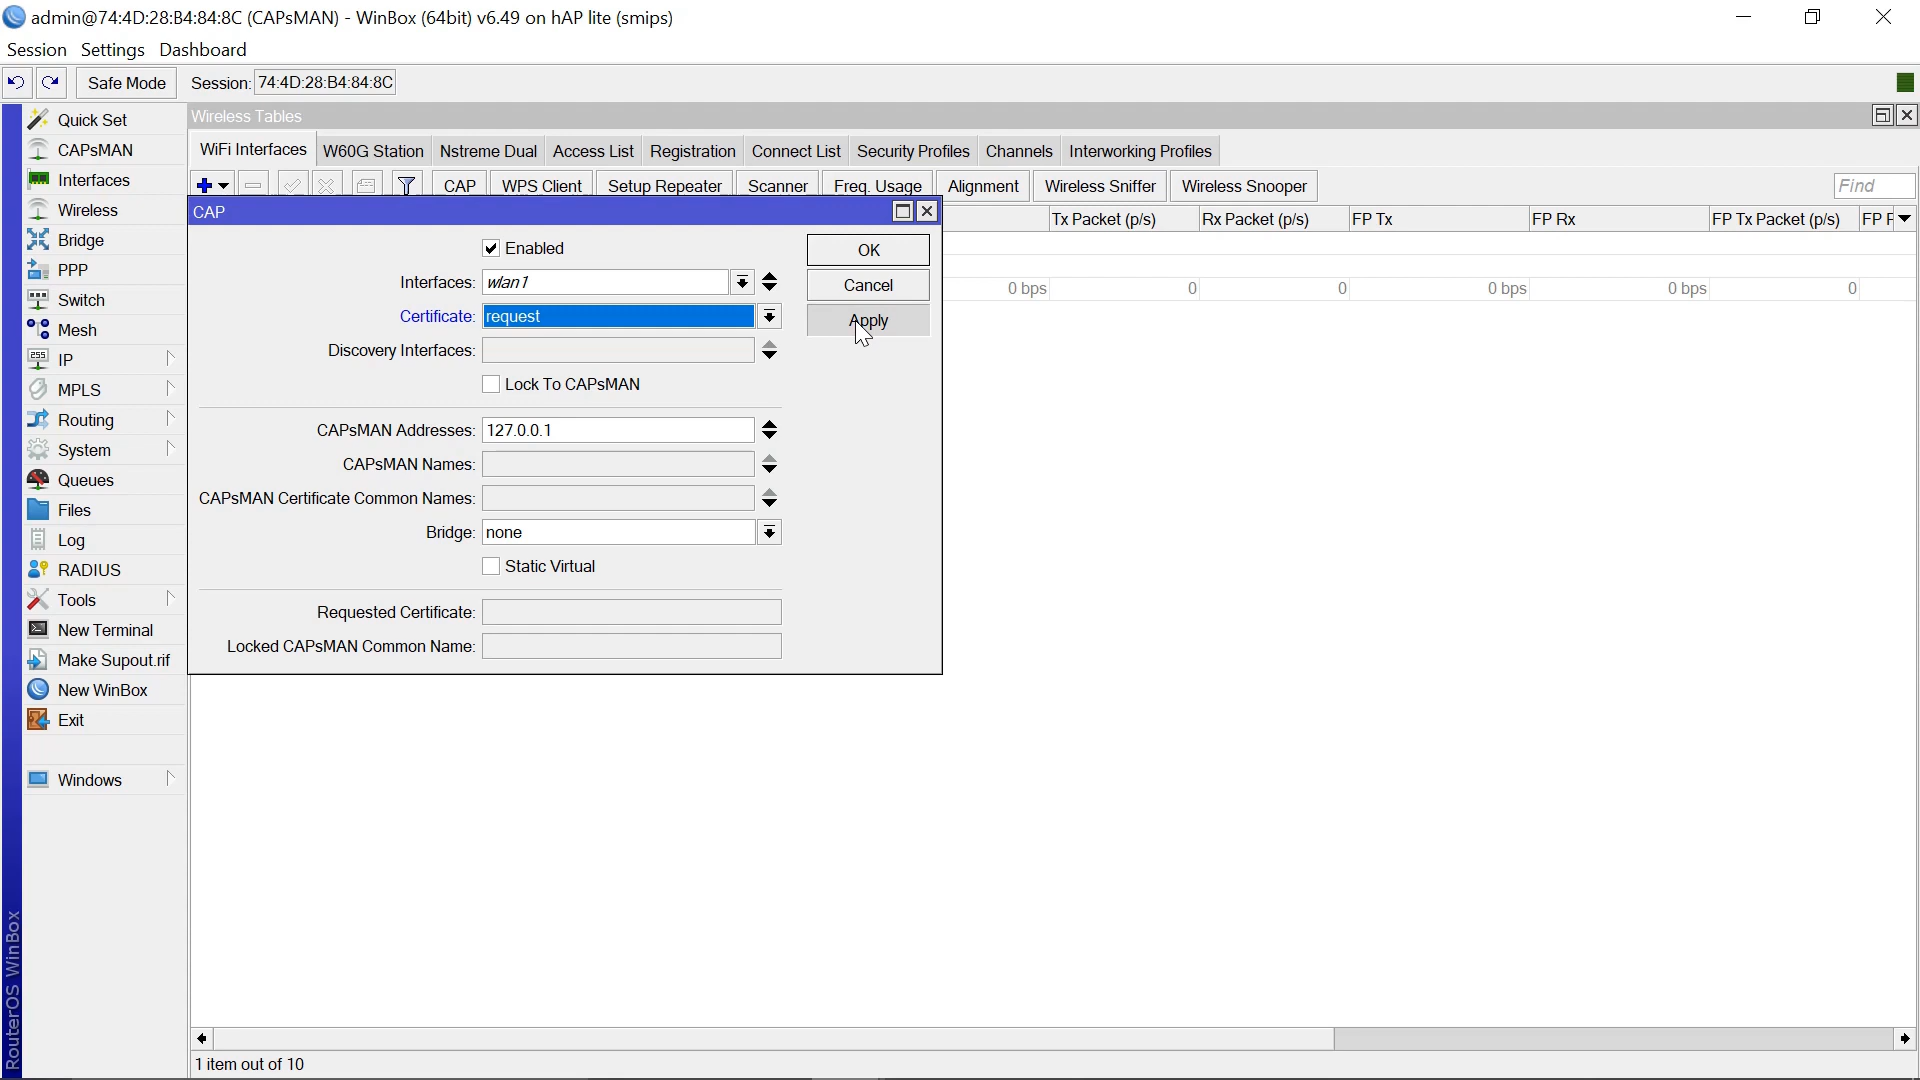 admin@74:4D:28:B4:84:8C (CAPsMAN) - WinBox (64bit) v6.49 on hAP lite (smips)
Session Settings Dashboard
Safe Mode Session: 74:4D:28:B4:84:8C
Quick Set
CAPsMAN
Interfaces
Wireless
Bridge
PPP
Switch
Mesh
IP
MPLS
Routing
System
Queues
Files
Log
RADIUS
Tools
New Terminal
Make Supout.rif
New WinBox
Exit
Windows
RouterOS WinBox
Wireless Tables
WiFi Interfaces W60G Station Nstreme Dual Access List Registration Connect List Security Profiles Channels Interworking Profiles
CAP WPS Client Setup Repeater Scanner Freq. Usage Alignment Wireless Sniffer Wireless Snooper Find
Tx Packet (p/s) Rx Packet (p/s) FP Tx FP Rx FP Tx Packet (p/s)
0 bps 0 0 0 bps 0 bps 0
CAP
Enabled
Interfaces: wlan1
Certificate: request
Discovery Interfaces:
Lock To CAPsMAN
CAPsMAN Addresses: 127.0.0.1
CAPsMAN Names:
CAPsMAN Certificate Common Names:
Bridge: none
Static Virtual
Requested Certificate:
Locked CAPsMAN Common Name:
OK
Cancel
Apply
1 item out of 10